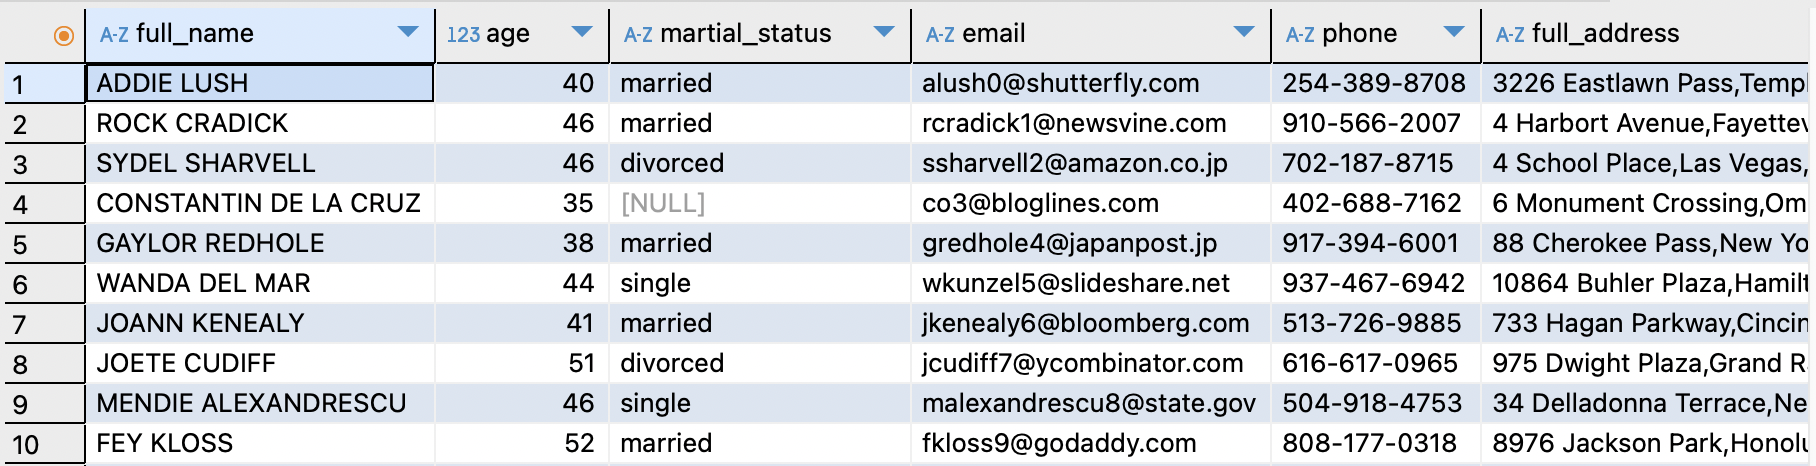 A-Z full_name 123 age A-Z martial_status A-Z email A-Z phone A-Z full_address
1 ADDIE LUSH 40 married alush0@shutterfly.com 254-389-8708 3226 Eastlawn Pass,Templ
2 ROCK CRADICK 46 married rcradick1@newsvine.com 910-566-2007 4 Harbort Avenue,Fayettev
3 SYDEL SHARVELL 46 divorced ssharvell2@amazon.co.jp 702-187-8715 4 School Place,Las Vegas,
4 CONSTANTIN DE LA CRUZ 35 [NULL] co3@bloglines.com 402-688-7162 6 Monument Crossing,Om
5 GAYLOR REDHOLE 38 married gredhole4@japanpost.jp 917-394-6001 88 Cherokee Pass,New Yo
6 WANDA DEL MAR 44 single wkunzel5@slideshare.net 937-467-6942 10864 Buhler Plaza,Hamilt
7 JOANN KENEALY 41 married jkenealy6@bloomberg.com 513-726-9885 733 Hagan Parkway,Cincin
8 JOETE CUDIFF 51 divorced jcudiff7@ycombinator.com 616-617-0965 975 Dwight Plaza,Grand R
9 MENDIE ALEXANDRESCU 46 single malexandrescu8@state.gov 504-918-4753 34 Delladonna Terrace,Ne
10 FEY KLOSS 52 married fkloss9@godaddy.com 808-177-0318 8976 Jackson Park,Honolu